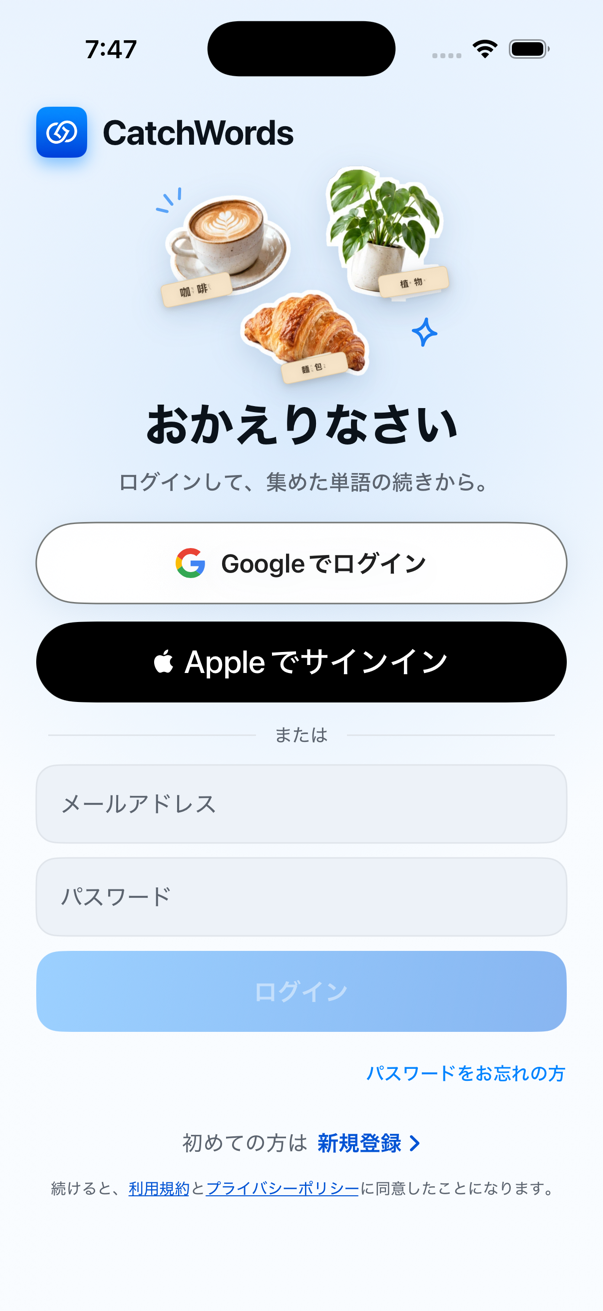 7:47
CatchWords
咖啡
植物
麵包
おかえりなさい
ログインして、集めた単語の続きから。
Googleでログイン
Appleでサインイン
または
メールアドレス
パスワード
ログイン
パスワードをお忘れの方
初めての方は 新規登録
続けると、利用規約とプライバシーポリシーに同意したことになります。